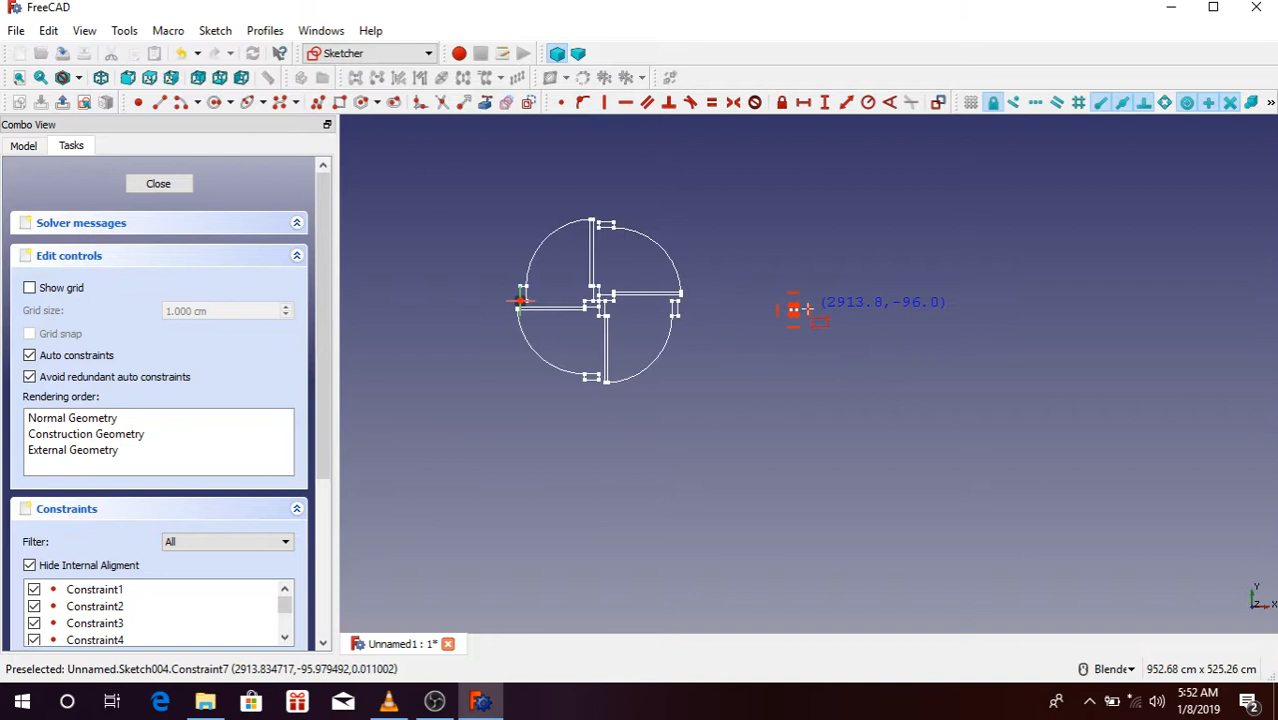 FreeCAD
File Edit View Tools Macro Sketch Profiles Windows Help
Sketcher
Combo View
Model Tasks
Close
Solver messages
Edit controls
Show grid
Grid size: 1.000 cm
Grid snap
Auto constraints
Avoid redundant auto constraints
Rendering order:
Normal Geometry
Construction Geometry
External Geometry
Constraints
Filter: All
Hide Internal Aligment
Constraint1
Constraint2
Constraint3
Constraint4
(2913.8,-96.0)
Y
Z X
Unnamed1 : 1*
Preselected: Unnamed.Sketch004.Constraint7 (2913.834717,-95.979492,0.011002)
Blende
952.68 cm x 525.26 cm
5:52 AM
1/8/2019
2